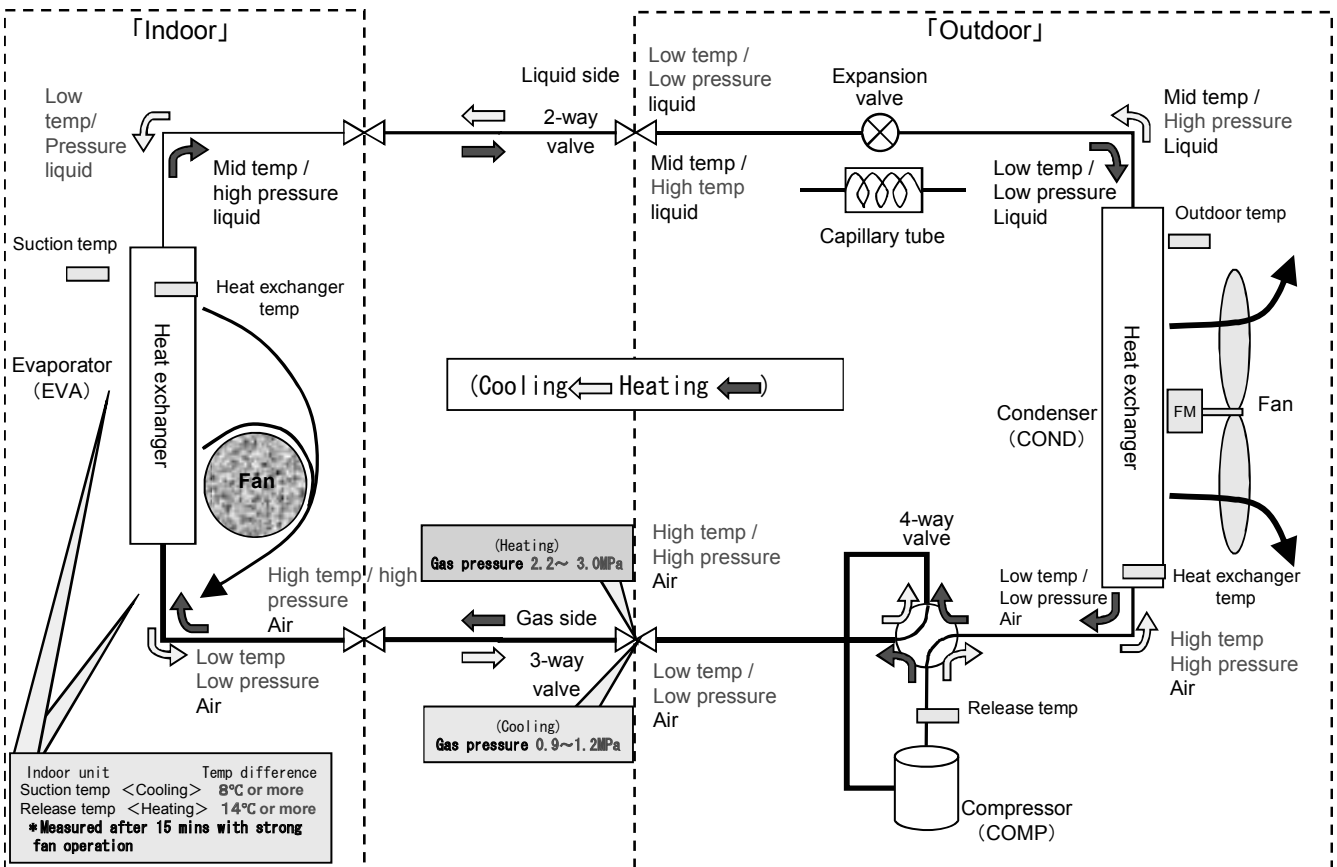 「Indoor」
「Outdoor」
Low
temp/
Pressure
liquid
Mid temp /
high pressure
liquid
Liquid side
2-way
valve
Low temp /
Low pressure
liquid
Mid temp /
High temp
liquid
Expansion
valve
Capillary tube
Mid temp /
High pressure
Liquid
Low temp /
Low pressure
Liquid
Outdoor temp
Suction temp
Heat exchanger
temp
Heat exchanger
Evaporator
(EVA)
Fan
(Cooling Heating )
Condenser
(COND)
Heat exchanger
FM
Fan
Heat exchanger
temp
(Heating)
Gas pressure 2.2～ 3.0MPa
High temp /
High pressure
Air
4-way
valve
Low temp /
Low pressure
Air
High temp
High pressure
Air
High temp / high
pressure
Air
Gas side
3-way
valve
Low temp
Low pressure
Air
Low temp /
Low pressure
Air
(Cooling)
Gas pressure 0.9～1.2MPa
Release temp
Compressor
(COMP)
Indoor unit Temp difference
Suction temp ＜Cooling＞ 8℃ or more
Release temp ＜Heating＞ 14℃ or more
*Measured after 15 mins with strong
fan operation